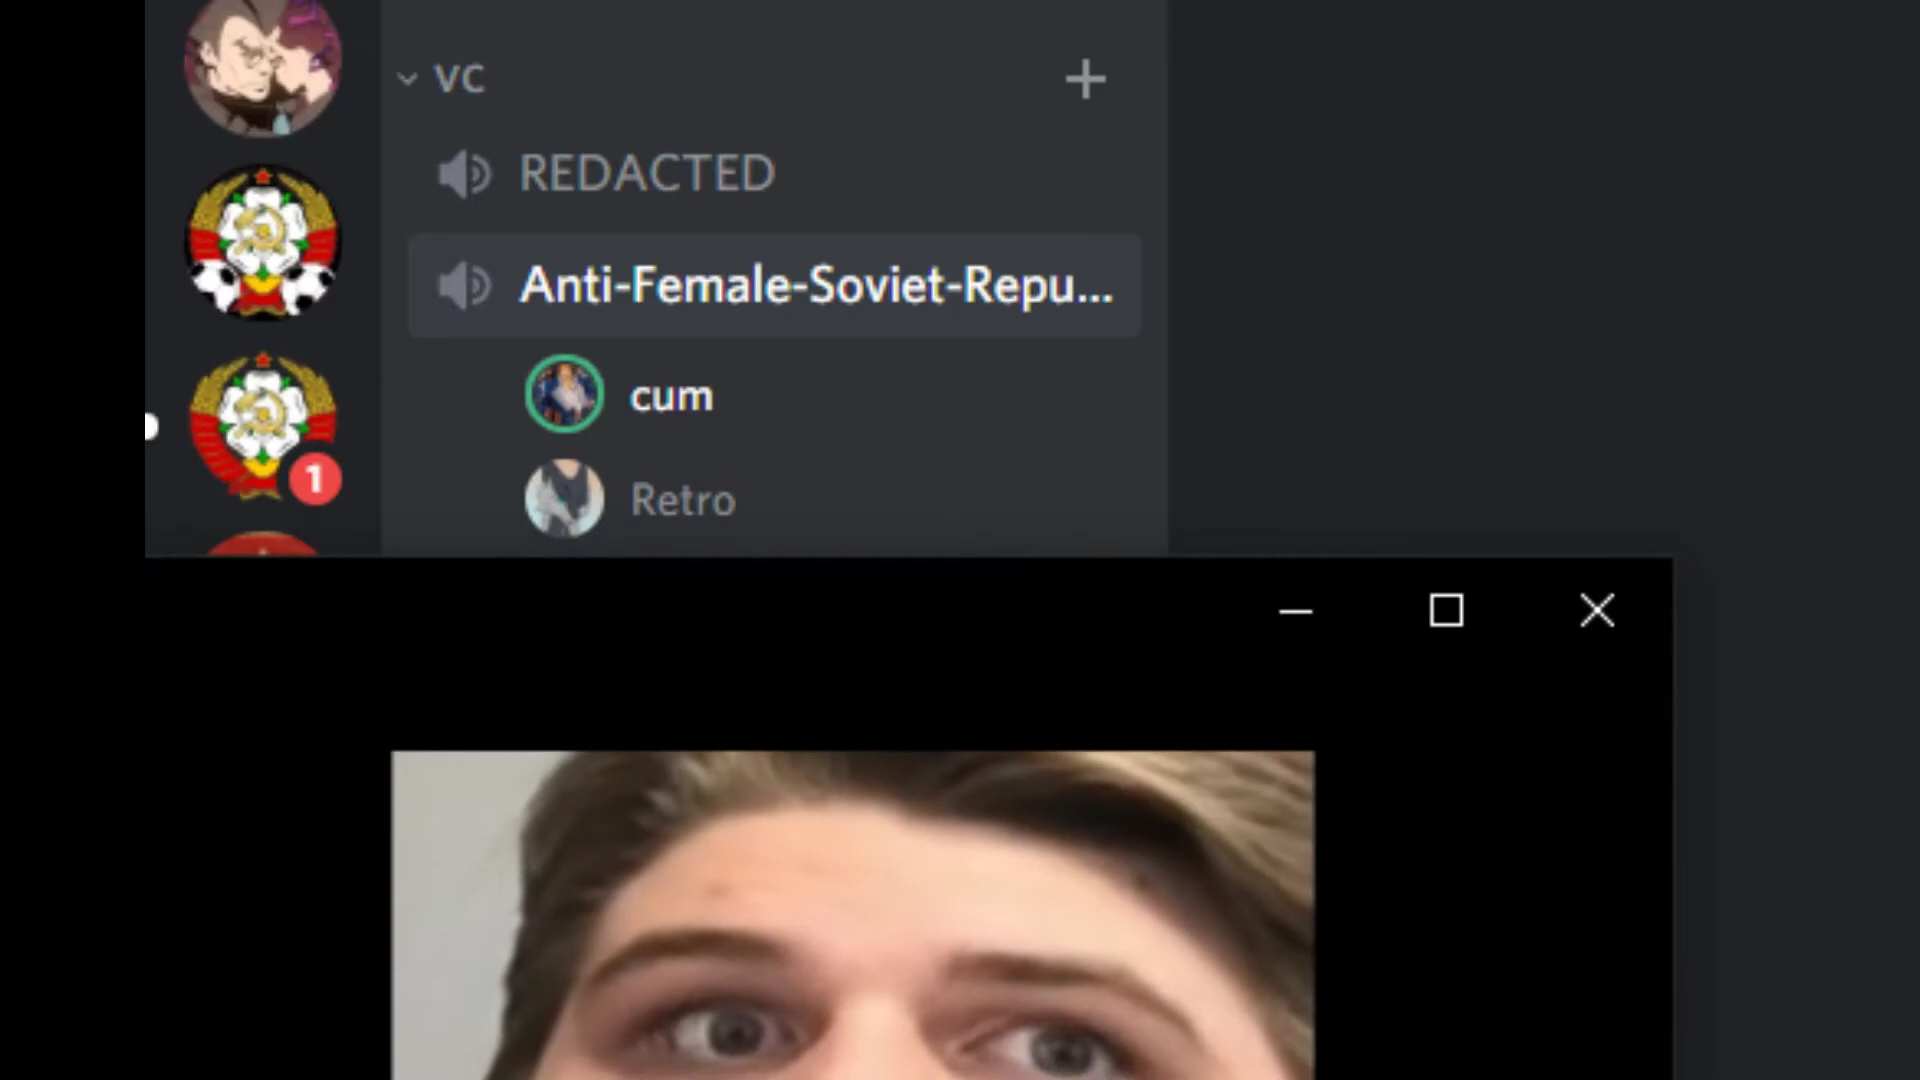 VC
REDACTED
Anti-Female-Soviet-Repu...
cum
1
Retro